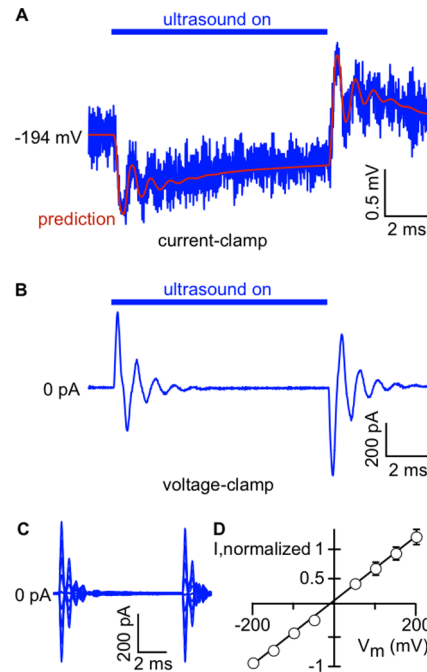 A
ultrasound on
-194 mV
prediction
0.5 mV
2 ms
current-clamp
B
ultrasound on
0 pA
200 pA
2 ms
voltage-clamp
C
0 pA
200 pA
2 ms
D
I,normalized
1
0.5
-200
200
-1
Vm (mV)